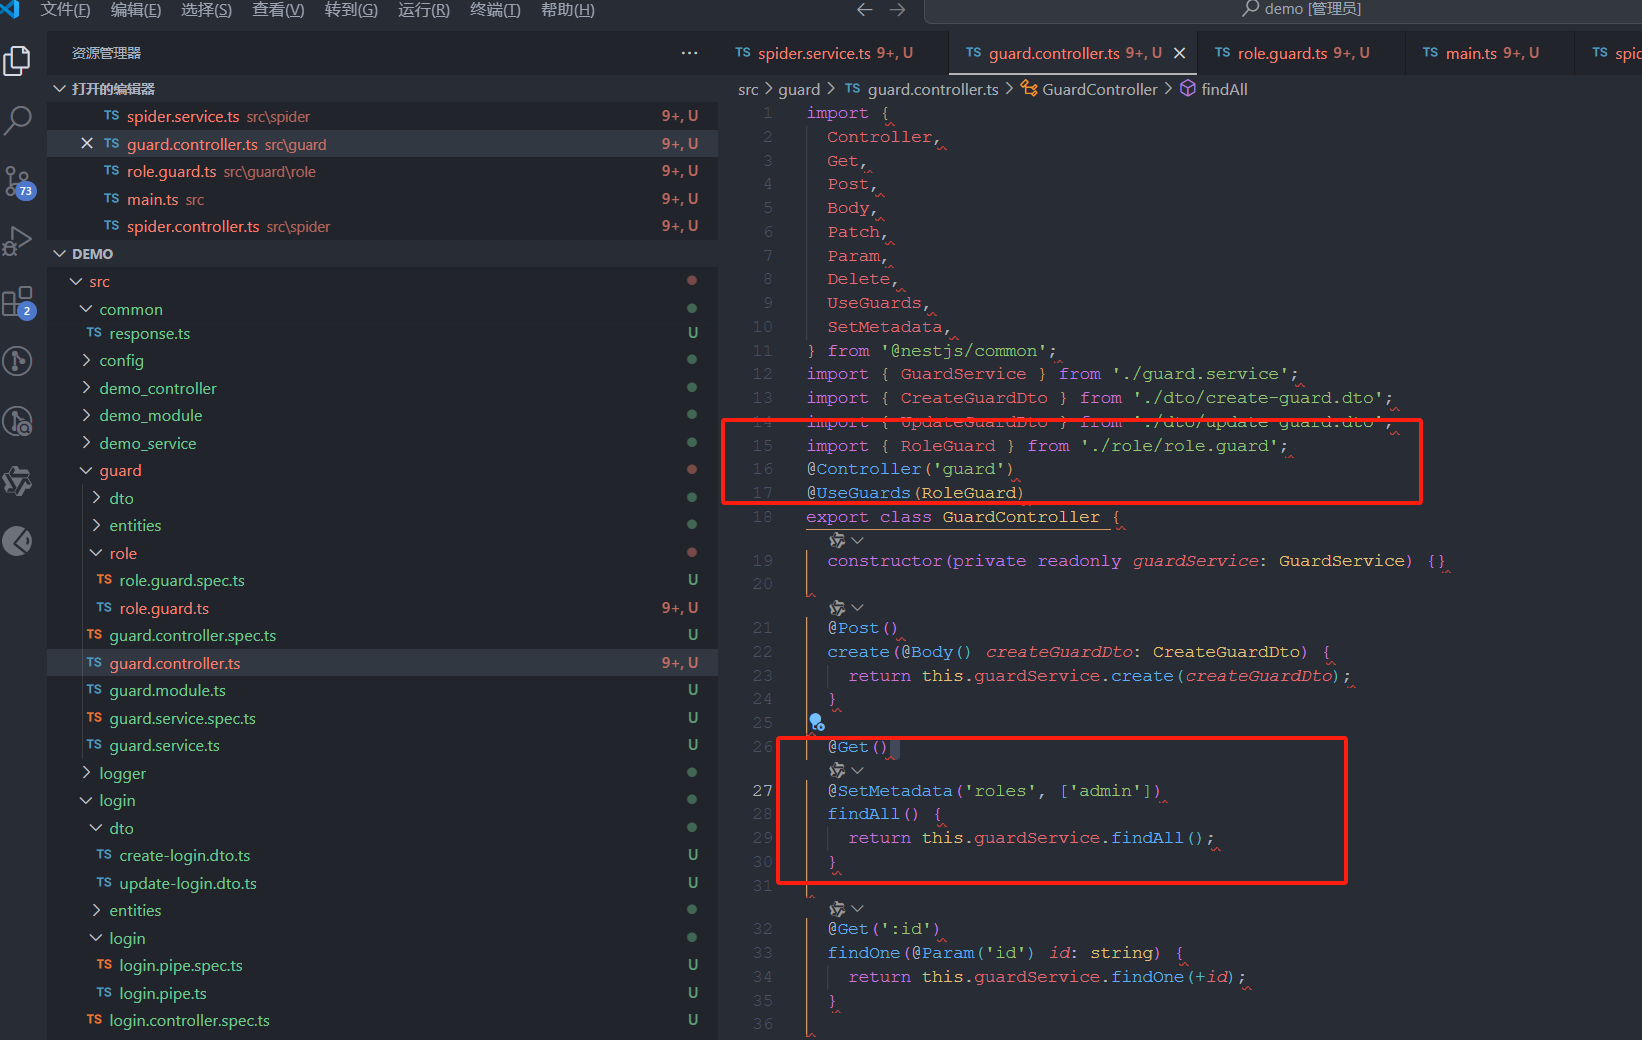 文件(F) 编辑(E) 选择(S) 查看(V) 转到(G) 运行(R) 终端(T) 帮助(H) ← → demo [管理员]
资源管理器 ···
TS spider.service.ts 9+, U TS guard.controller.ts 9+, U × TS role.guard.ts 9+, U TS main.ts 9+, U TS spid
打开的编辑器
TS spider.service.ts src\spider 9+, U
× TS guard.controller.ts src\guard 9+, U
TS role.guard.ts src\guard\role 9+, U
TS main.ts src 9+, U
TS spider.controller.ts src\spider 9+, U
73
2
DEMO
src
common
TS response.ts U
config
demo_controller
demo_module
demo_service
guard
dto
entities
role
TS role.guard.spec.ts U
TS role.guard.ts 9+, U
TS guard.controller.spec.ts U
TS guard.controller.ts 9+, U
TS guard.module.ts U
TS guard.service.spec.ts U
TS guard.service.ts U
logger
login
dto
TS create-login.dto.ts U
TS update-login.dto.ts U
entities
login
TS login.pipe.spec.ts U
TS login.pipe.ts U
TS login.controller.spec.ts U
src > guard > TS guard.controller.ts > GuardController > findAll
1 import {
2 Controller,
3 Get,
4 Post,
5 Body,
6 Patch,
7 Param,
8 Delete,
9 UseGuards,
10 SetMetadata,
11 } from '@nestjs/common';
12 import { GuardService } from './guard.service';
13 import { CreateGuardDto } from './dto/create-guard.dto';
14 import { UpdateGuardDto } from './dto/update-guard.dto';
15 import { RoleGuard } from './role/role.guard';
16 @Controller('guard')
17 @UseGuards(RoleGuard)
18 export class GuardController {
19 constructor(private readonly guardService: GuardService) {}
20
21 @Post()
22 create(@Body() createGuardDto: CreateGuardDto) {
23 return this.guardService.create(createGuardDto);
24 }
25
26 @Get()
27 @SetMetadata('roles', ['admin'])
28 findAll() {
29 return this.guardService.findAll();
30 }
31
32 @Get(':id')
33 findOne(@Param('id') id: string) {
34 return this.guardService.findOne(+id);
35 }
36